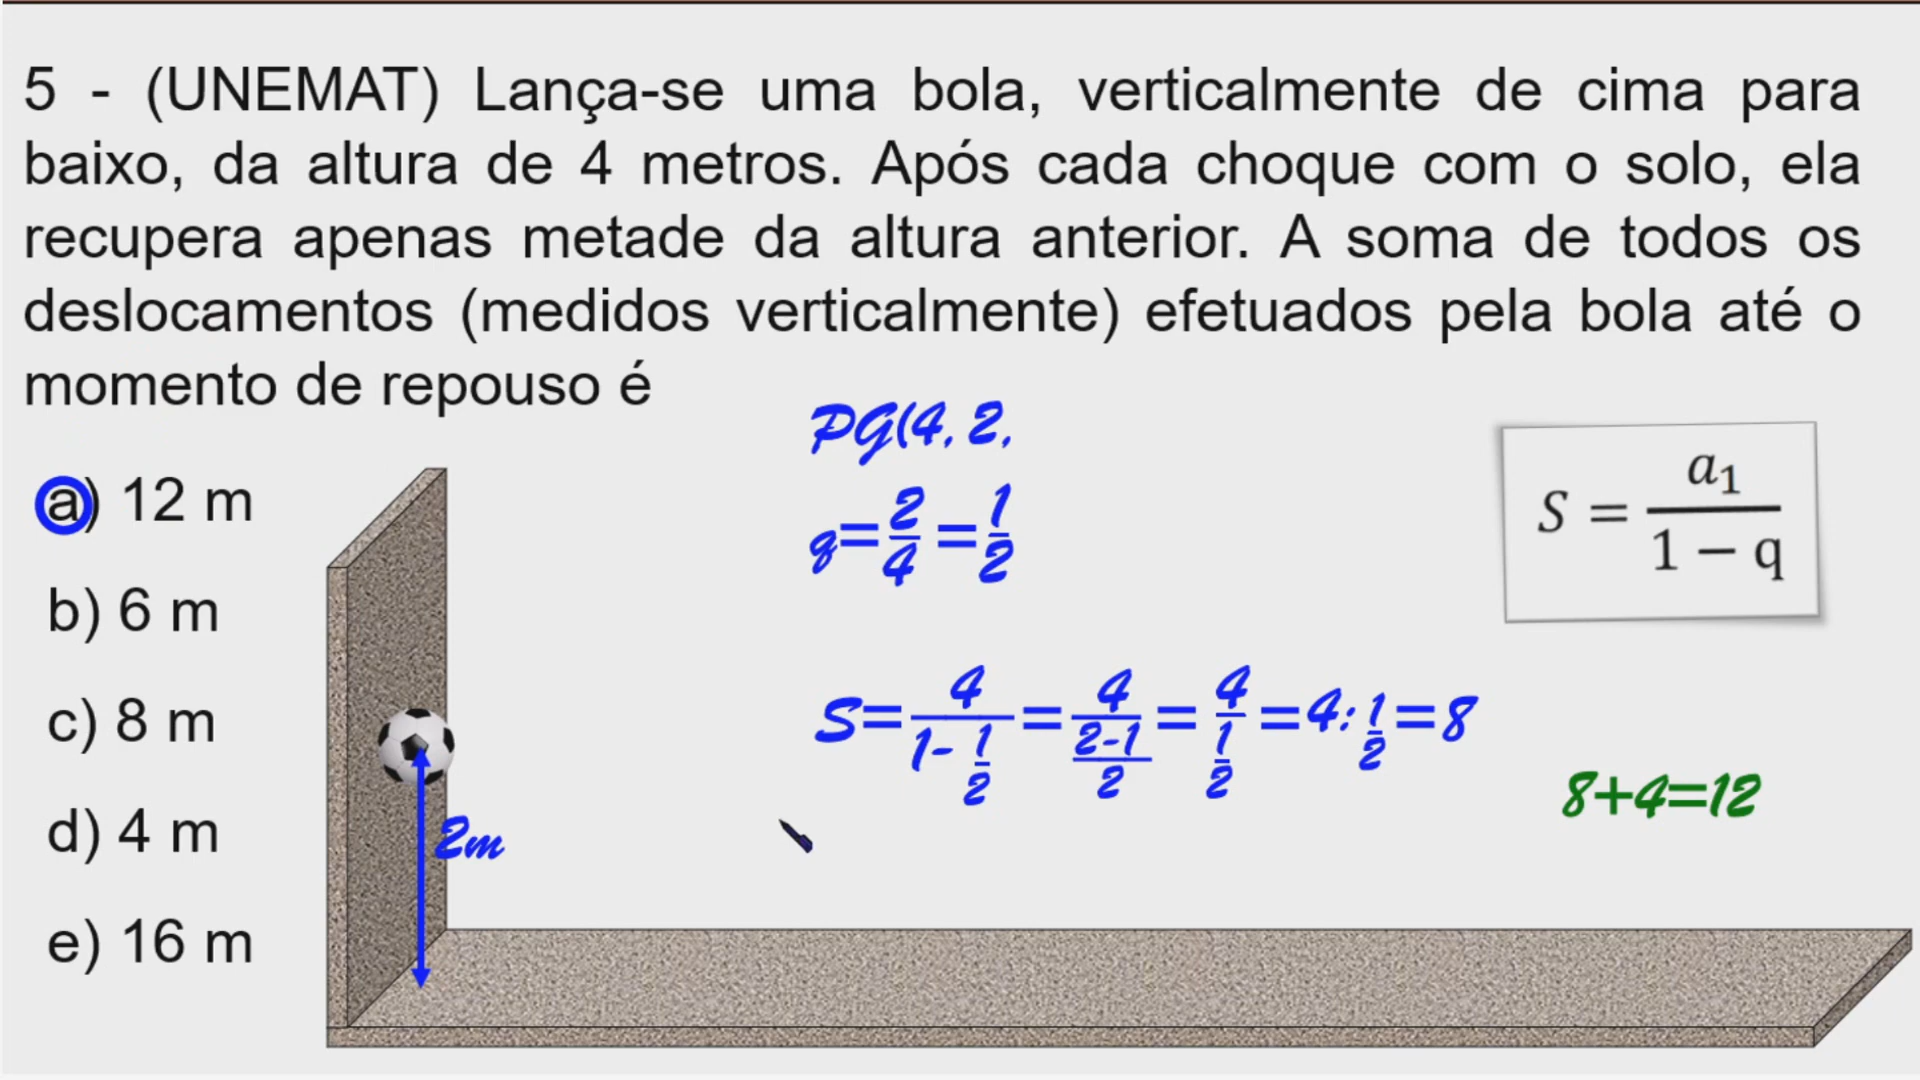 5 - (UNEMAT) Lança-se uma bola, verticalmente de cima para
baixo, da altura de 4 metros. Após cada choque com o solo, ela
recupera apenas metade da altura anterior. A soma de todos os
deslocamentos (medidos verticalmente) efetuados pela bola até o
momento de repouso é
a) 12 m
b) 6 m
c) 8 m
d) 4 m
e) 16 m
2m
PG(4, 2,
q=2/4=1/2
S=4/(1-1/2)=4/((2-1)/2)=4/(1/2)=4:1/2=8
S = a₁/(1 − q)
8+4=12